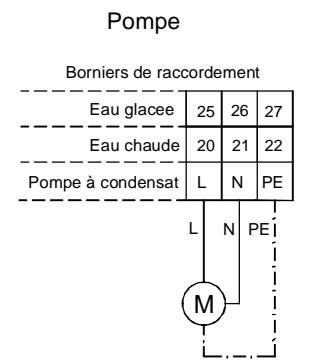 Pompe
Borniers de raccordement
Eau glacee 25 26 27
Eau chaude 20 21 22
Pompe à condensat L N PE
L N PE
M